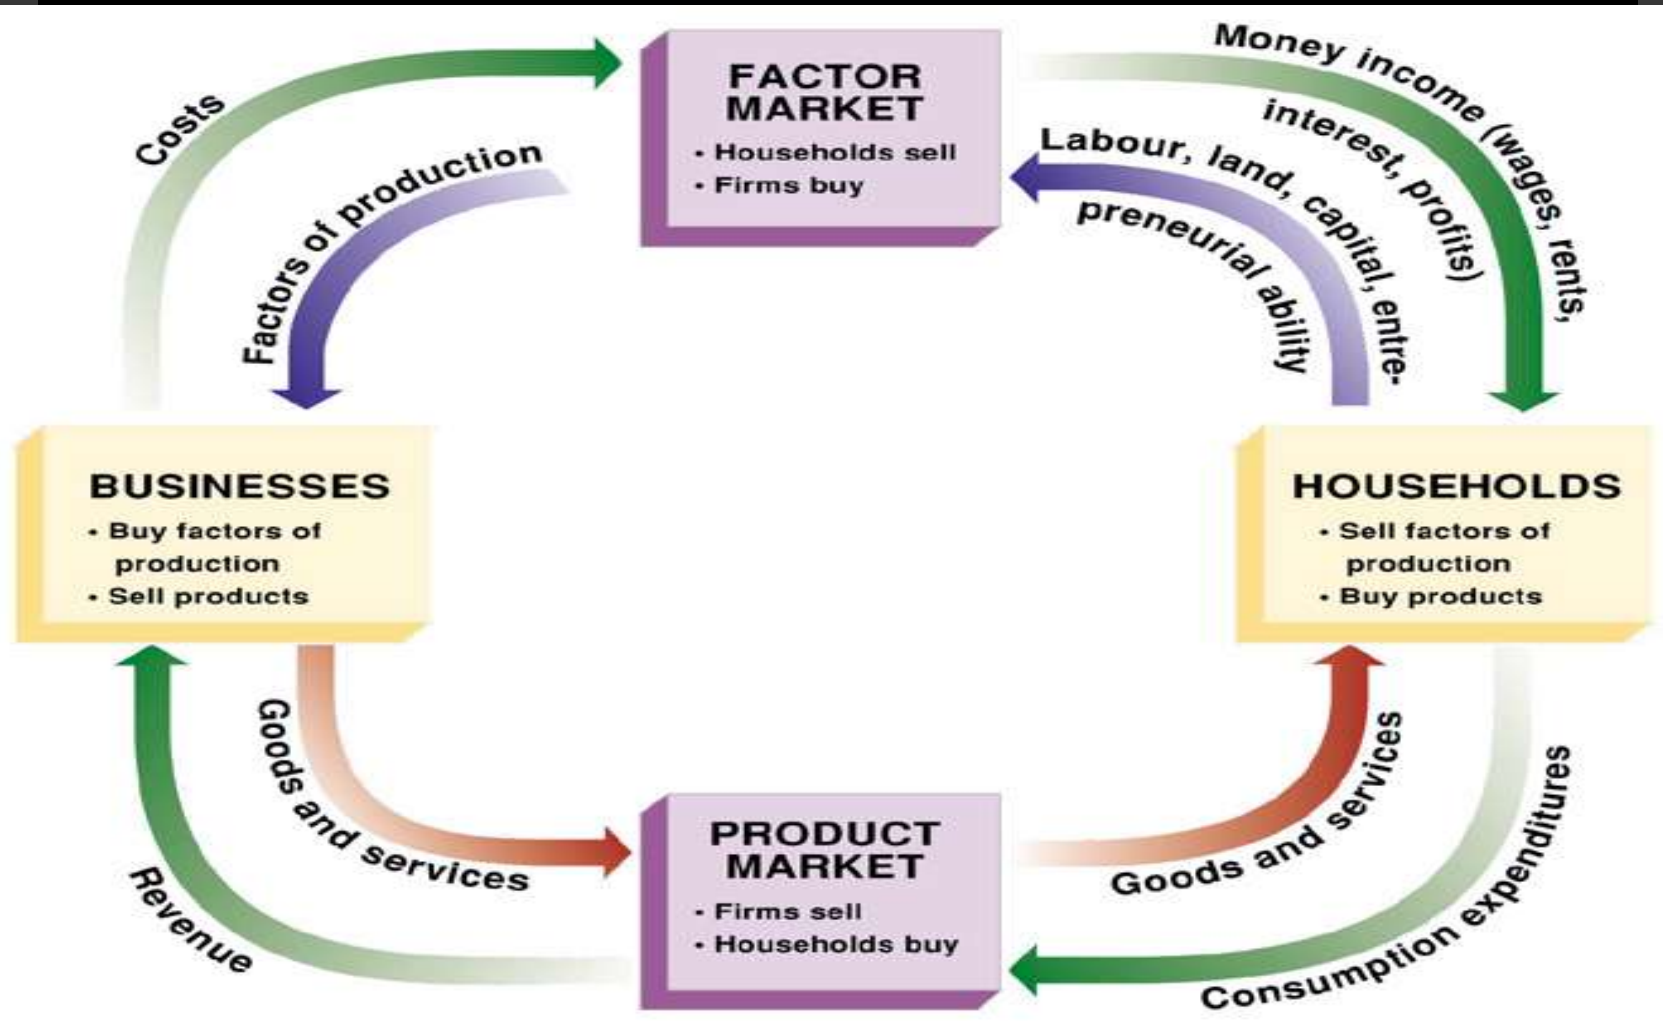 Costs
FACTOR
MARKET
• Households sell
• Firms buy
Money income (wages, rents,
interest, profits)
Labour, land, capital, entre-
preneurial ability
Factors of production
BUSINESSES
• Buy factors of
production
• Sell products
HOUSEHOLDS
• Sell factors of
production
• Buy products
Goods and services
Revenue
PRODUCT
MARKET
• Firms sell
• Households buy
Goods and services
Consumption expenditures